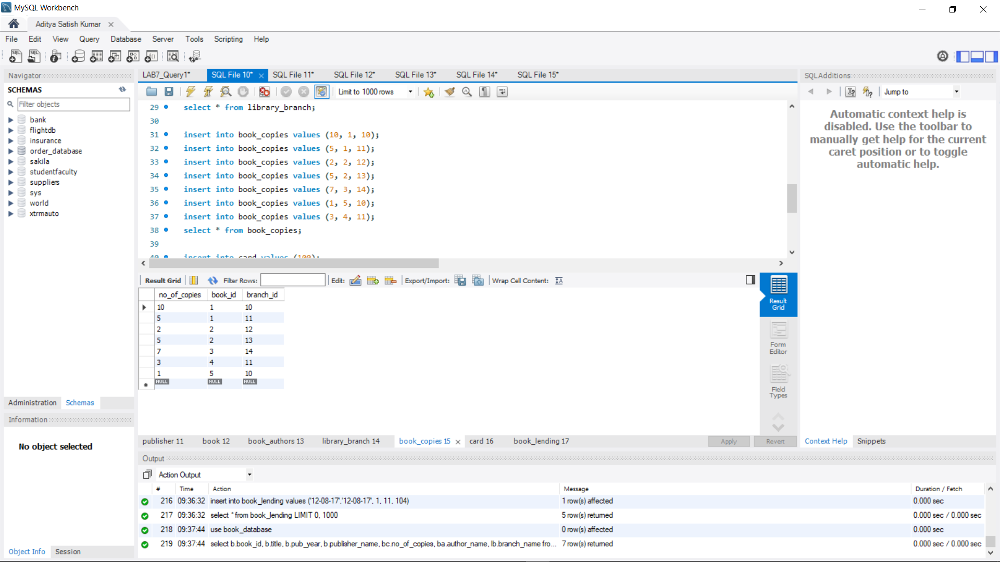 MySQL Workbench
Aditya Satish Kumar
File Edit View Query Database Server Tools Scripting Help
Navigator
SCHEMAS
Filter objects
bank
flightdb
insurance
order_database
sakila
studentfaculty
suppliers
sys
world
xtrmauto
Administration Schemas
Information
No object selected
Object Info Session
LAB7_Query1* SQL File 10* SQL File 11* SQL File 12* SQL File 13* SQL File 14* SQL File 15*
Limit to 1000 rows
29 select * from library_branch;
30
31 insert into book_copies values (10, 1, 10);
32 insert into book_copies values (5, 1, 11);
33 insert into book_copies values (2, 2, 12);
34 insert into book_copies values (5, 2, 13);
35 insert into book_copies values (7, 3, 14);
36 insert into book_copies values (1, 5, 10);
37 insert into book_copies values (3, 4, 11);
38 select * from book_copies;
39
40 insert into card values (100);
Result Grid Filter Rows: Edit: Export/Import: Wrap Cell Content:
no_of_copies book_id branch_id
10 1 10
5 1 11
2 2 12
5 2 13
7 3 14
3 4 11
1 5 10
NULL NULL NULL
Result
Grid
Form
Editor
Field
Types
publisher 11 book 12 book_authors 13 library_branch 14 book_copies 15 card 16 book_lending 17
Apply Revert
SQLAdditions
Jump to
Automatic context help is
disabled. Use the toolbar to
manually get help for the current
caret position or to toggle
automatic help.
Context Help Snippets
Output
Action Output
# Time Action Message Duration / Fetch
216 09:36:32 insert into book_lending values ('12-08-17','12-08-17', 1, 11, 104) 1 row(s) affected 0.000 sec
217 09:36:32 select * from book_lending LIMIT 0, 1000 5 row(s) returned 0.000 sec / 0.000 sec
218 09:37:44 use book_database 0 row(s) affected 0.000 sec
219 09:37:44 select b.book_id, b.title, b.pub_year, b.publisher_name, bc.no_of_copies, ba.author_name, lb.branch_name fro... 7 row(s) returned 0.000 sec / 0.000 sec